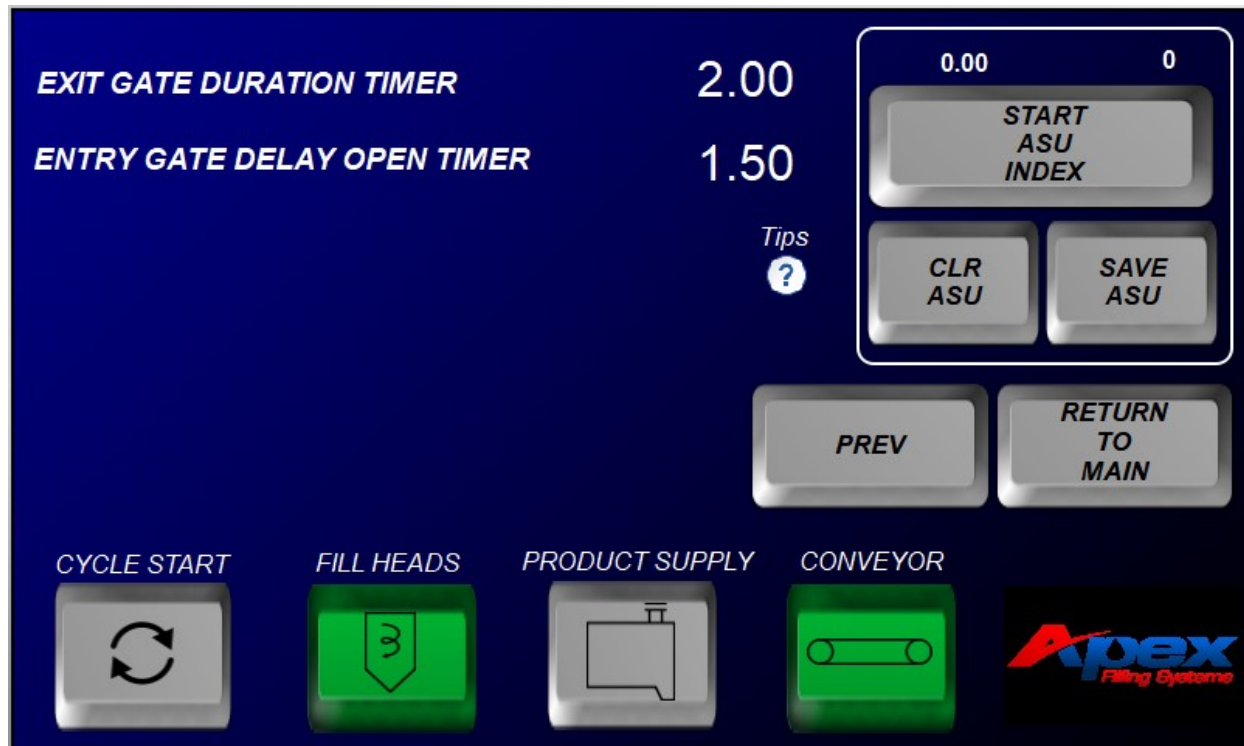 EXIT GATE DURATION TIMER 2.00
ENTRY GATE DELAY OPEN TIMER 1.50
0.00 0
START
ASU
INDEX
Tips
?
CLR
ASU
SAVE
ASU
PREV
RETURN
TO
MAIN
CYCLE START
FILL HEADS
PRODUCT SUPPLY
CONVEYOR
Apex
Filling Systems